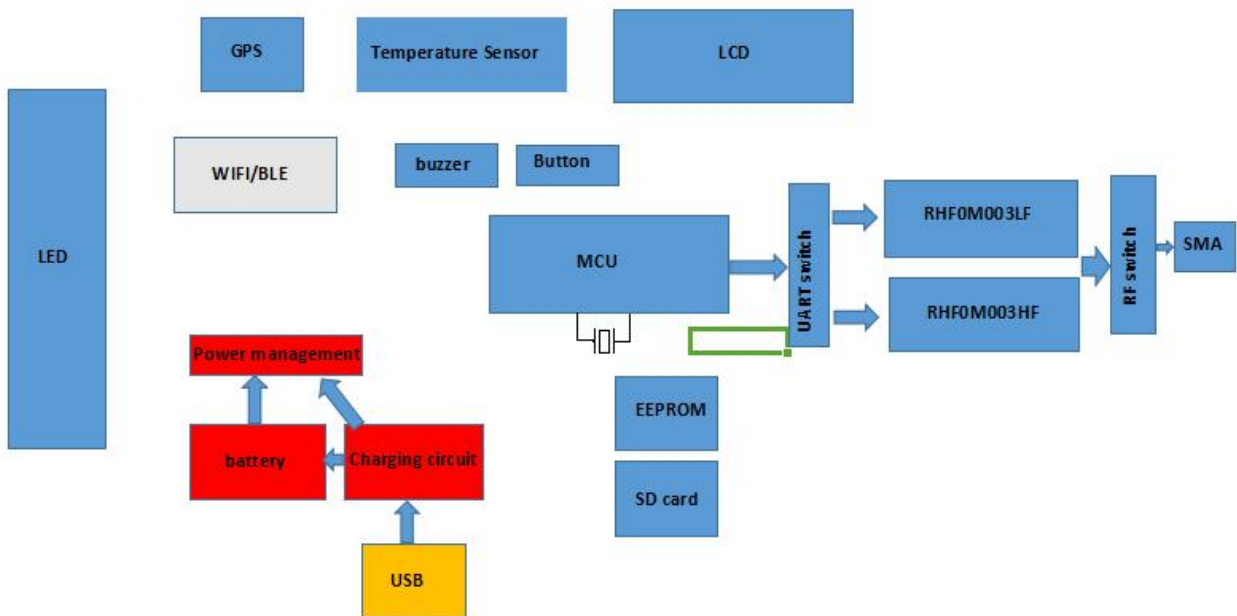 GPS
Temperature Sensor
LCD
WIFI/BLE
buzzer
Button
LED
MCU
UART switch
RHF0M003LF
RHF0M003HF
RF switch
SMA
Power management
battery
Charging circuit
USB
EEPROM
SD card